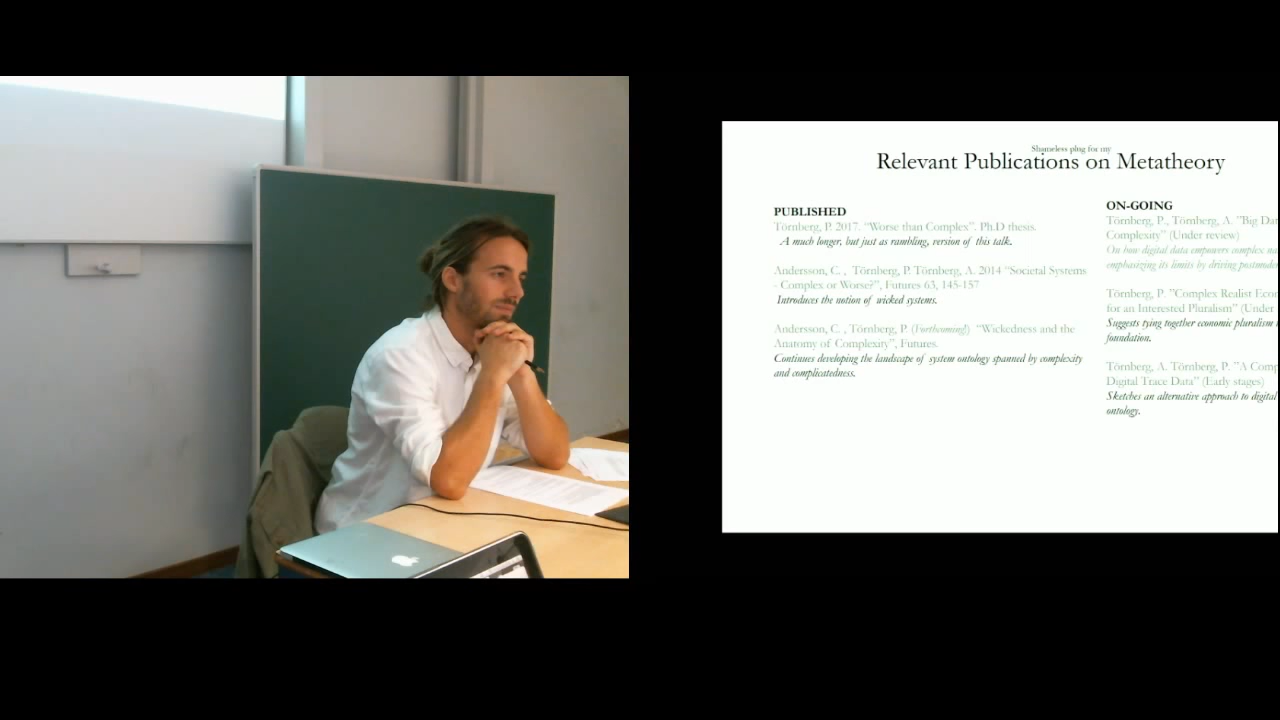 Shameless plug for my
Relevant Publications on Metatheory
PUBLISHED
Törnberg, P. 2017. “Worse than Complex”. Ph.D thesis.
A much longer, but just as rambling, version of this talk.
Andersson, C. , Törnberg, P. Törnberg, A. 2014 “Societal Systems
- Complex or Worse?”, Futures 63, 145-157
Introduces the notion of wicked systems.
Andersson, C. , Törnberg, P. (Forthcoming!) “Wickedness and the
Anatomy of Complexity”, Futures.
Continues developing the landscape of system ontology spanned by complexity
and complicatedness.
ON-GOING
Törnberg, P., Törnberg, A. ”Big Da
Complexity” (Under review)
On how digital data empowers complex
emphasizing its limits by driving postmode
Törnberg, P. ”Complex Realist Eco
for an Interested Pluralism” (Under
Suggests tying together economic pluralism
foundation.
Törnberg, A. Törnberg, P. ”A Comp
Digital Trace Data” (Early stages)
Sketches an alternative approach to digital
ontology.